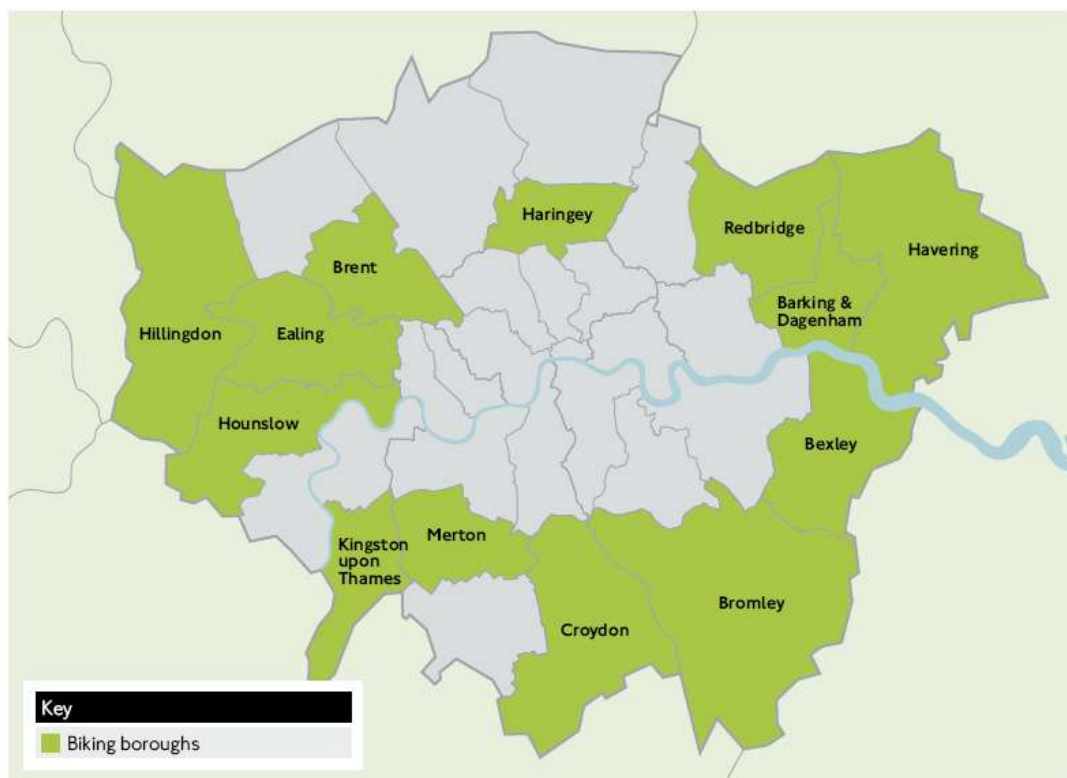 Haringey
Redbridge
Havering
Brent
Barking &
Dagenham
Hillingdon
Ealing
Hounslow
Bexley
Merton
Kingston
upon
Thames
Bromley
Croydon
Key
Biking boroughs